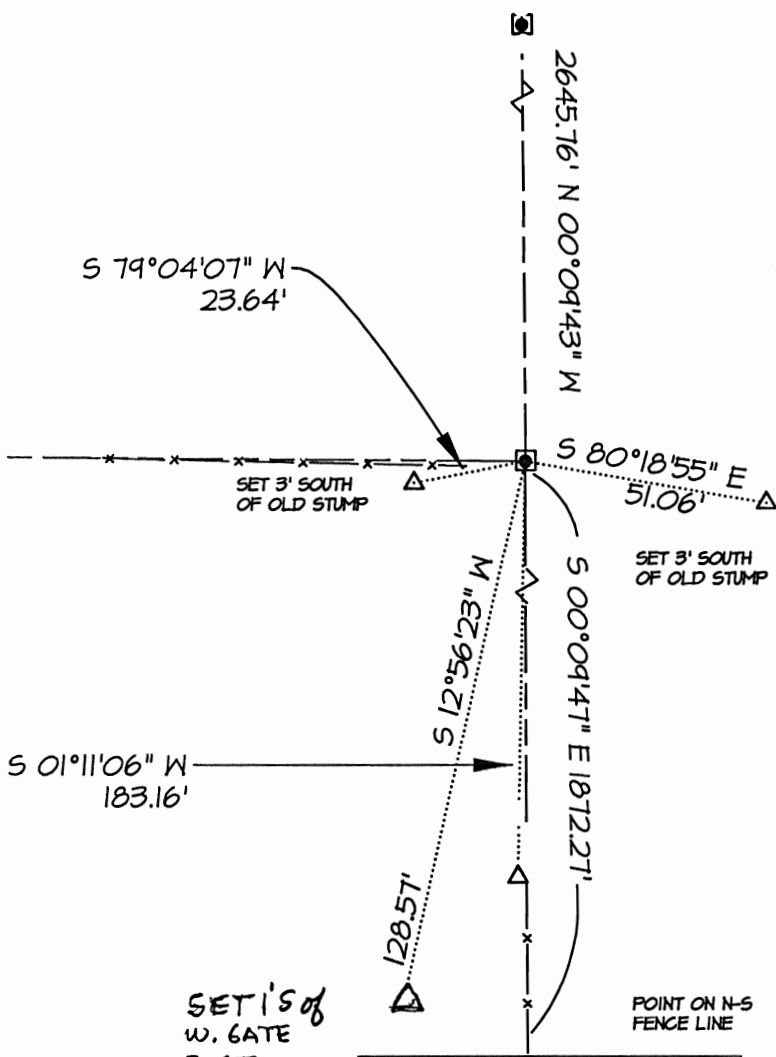 2645.76' N 00°09'43" W
S 79°04'07" W
23.64'
S 80°18'55" E
51.06'
SET 3' SOUTH
OF OLD STUMP
SET 3' SOUTH
OF OLD STUMP
S 12°56'23" W
128.57'
S 00°09'47" E 1872.27'
S 01°11'06" W
183.16'
SET 1'S of
W. GATE
POINT ON N-S
FENCE LINE